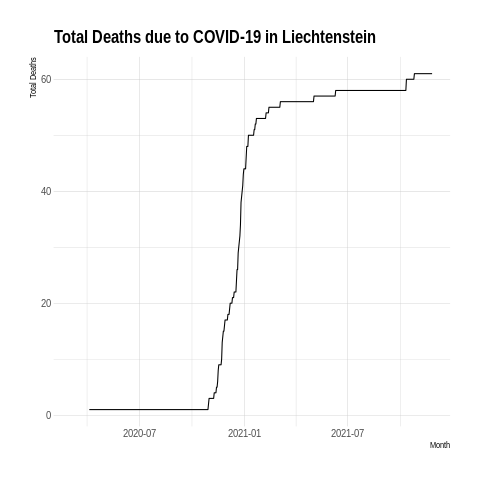 Total Deaths due to COVID-19 in Liechtenstein
Total Deaths
60
40
20
0
2020-07 2021-01 2021-07
Month